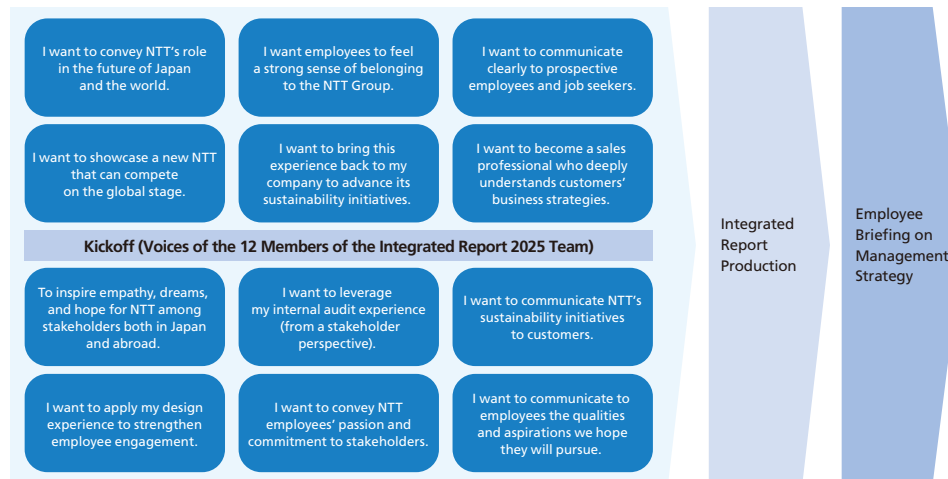 I want to convey NTT's role
in the future of Japan
and the world.
I want employees to feel
a strong sense of belonging
to the NTT Group.
I want to communicate
clearly to prospective
employees and job seekers.
I want to showcase a new NTT
that can compete
on the global stage.
I want to bring this
experience back to my
company to advance its
sustainability initiatives.
I want to become a sales
professional who deeply
understands customers'
business strategies.
Kickoff (Voices of the 12 Members of the Integrated Report 2025 Team)
To inspire empathy, dreams,
and hope for NTT among
stakeholders both in Japan
and abroad.
I want to leverage
my internal audit experience
(from a stakeholder
perspective).
I want to communicate NTT's
sustainability initiatives
to customers.
I want to apply my design
experience to strengthen
employee engagement.
I want to convey NTT
employees' passion and
commitment to stakeholders.
I want to communicate to
employees the qualities
and aspirations we hope
they will pursue.
Integrated
Report
Production
Employee
Briefing on
Management
Strategy